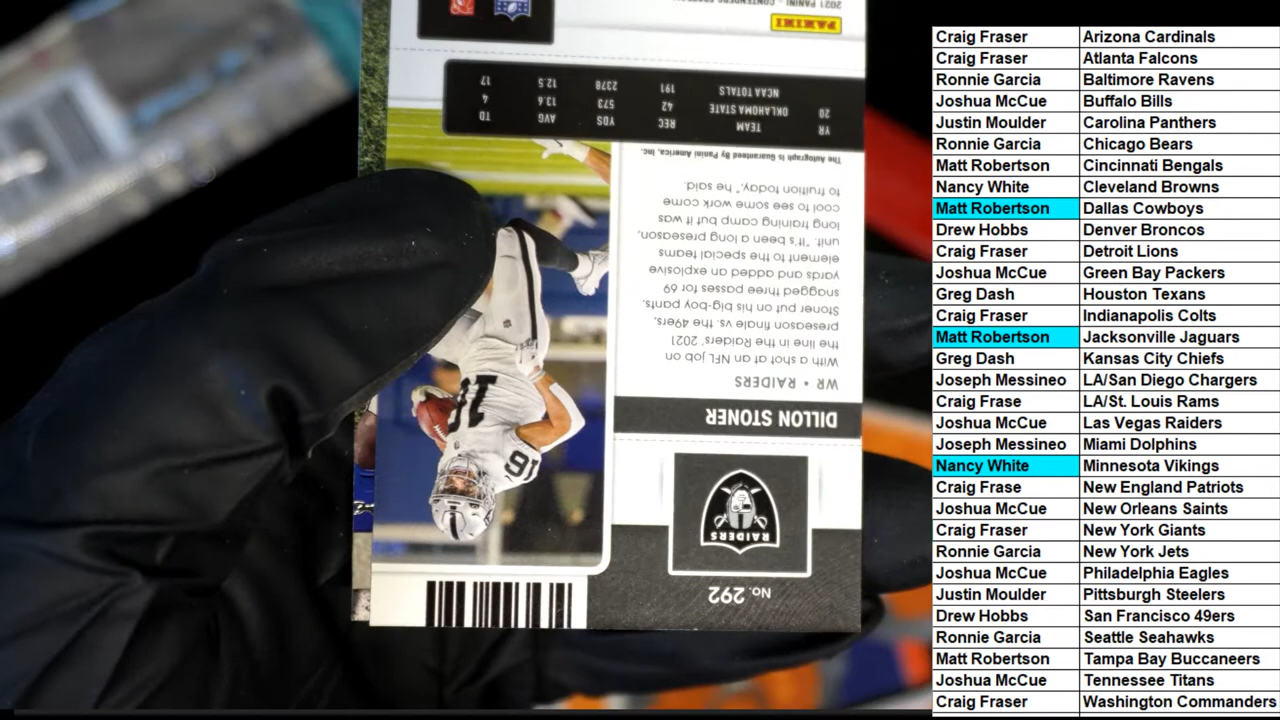 No. 292
RAIDERS
DILLON STONER
WR • RAIDERS
With a shot at an NFL job on
the line in the Raiders' 2021
preseason finale vs. the 49ers,
Stoner put on his big-boy pants,
snagged three passes for 69
yards and added an explosive
element to the special teams
unit. "It's been a long preseason,
long training camp but it was
cool to see some work come
to fruition today," he said.
The Autograph is Guaranteed By Panini America, Inc.
16
16
YR TEAM REC YDS AVG TD
20 OKLAHOMA STATE 42 573 13.6 4
NCAA TOTALS 191 2378 12.5 17
PANINI
2021 PANINI - CONTENDERS
NFL
Craig Fraser Arizona Cardinals
Craig Fraser Atlanta Falcons
Ronnie Garcia Baltimore Ravens
Joshua McCue Buffalo Bills
Justin Moulder Carolina Panthers
Ronnie Garcia Chicago Bears
Matt Robertson Cincinnati Bengals
Nancy White Cleveland Browns
Matt Robertson Dallas Cowboys
Drew Hobbs Denver Broncos
Craig Fraser Detroit Lions
Joshua McCue Green Bay Packers
Greg Dash Houston Texans
Craig Fraser Indianapolis Colts
Matt Robertson Jacksonville Jaguars
Greg Dash Kansas City Chiefs
Joseph Messineo LA/San Diego Chargers
Craig Frase LA/St. Louis Rams
Joshua McCue Las Vegas Raiders
Joseph Messineo Miami Dolphins
Nancy White Minnesota Vikings
Craig Frase New England Patriots
Joshua McCue New Orleans Saints
Craig Fraser New York Giants
Ronnie Garcia New York Jets
Joshua McCue Philadelphia Eagles
Justin Moulder Pittsburgh Steelers
Drew Hobbs San Francisco 49ers
Ronnie Garcia Seattle Seahawks
Matt Robertson Tampa Bay Buccaneers
Joshua McCue Tennessee Titans
Craig Fraser Washington Commanders